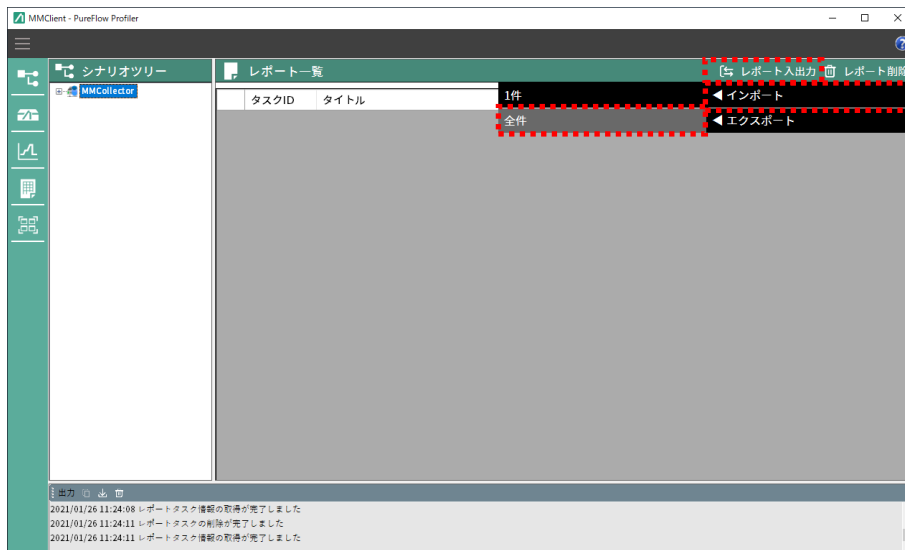 MMClient - PureFlow Profiler
シナリオツリー
レポート一覧
レポート入出力
レポート削除
MMCollector
タスクID
タイトル
1件
インポート
全件
エクスポート
出力
2021/01/26 11:24:08 レポートタスク情報の取得が完了しました
2021/01/26 11:24:11 レポートタスクの削除が完了しました
2021/01/26 11:24:11 レポートタスク情報の取得が完了しました